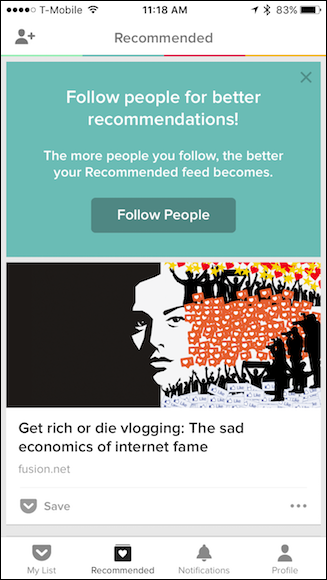 T-Mobile 11:18 AM 83%
Recommended
Follow people for better
recommendations!
The more people you follow, the better
your Recommended feed becomes.
Follow People
Get rich or die vlogging: The sad
economics of internet fame
fusion.net
Save
My List Recommended Notifications Profile